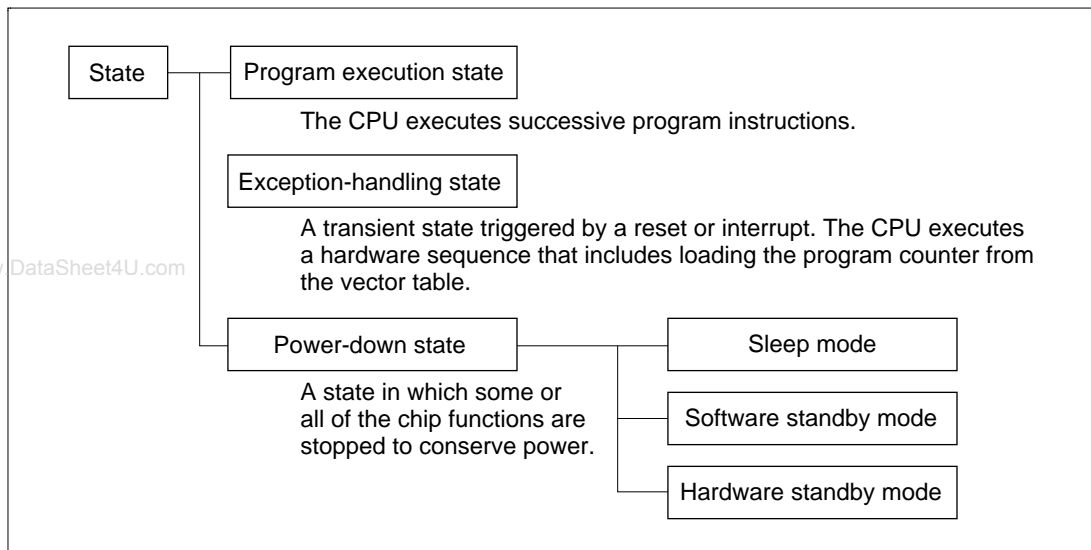 State
Program execution state
The CPU executes successive program instructions.
Exception-handling state
A transient state triggered by a reset or interrupt. The CPU executes
a hardware sequence that includes loading the program counter from
the vector table.
.DataSheet4U.com
Power-down state
A state in which some or
all of the chip functions are
stopped to conserve power.
Sleep mode
Software standby mode
Hardware standby mode